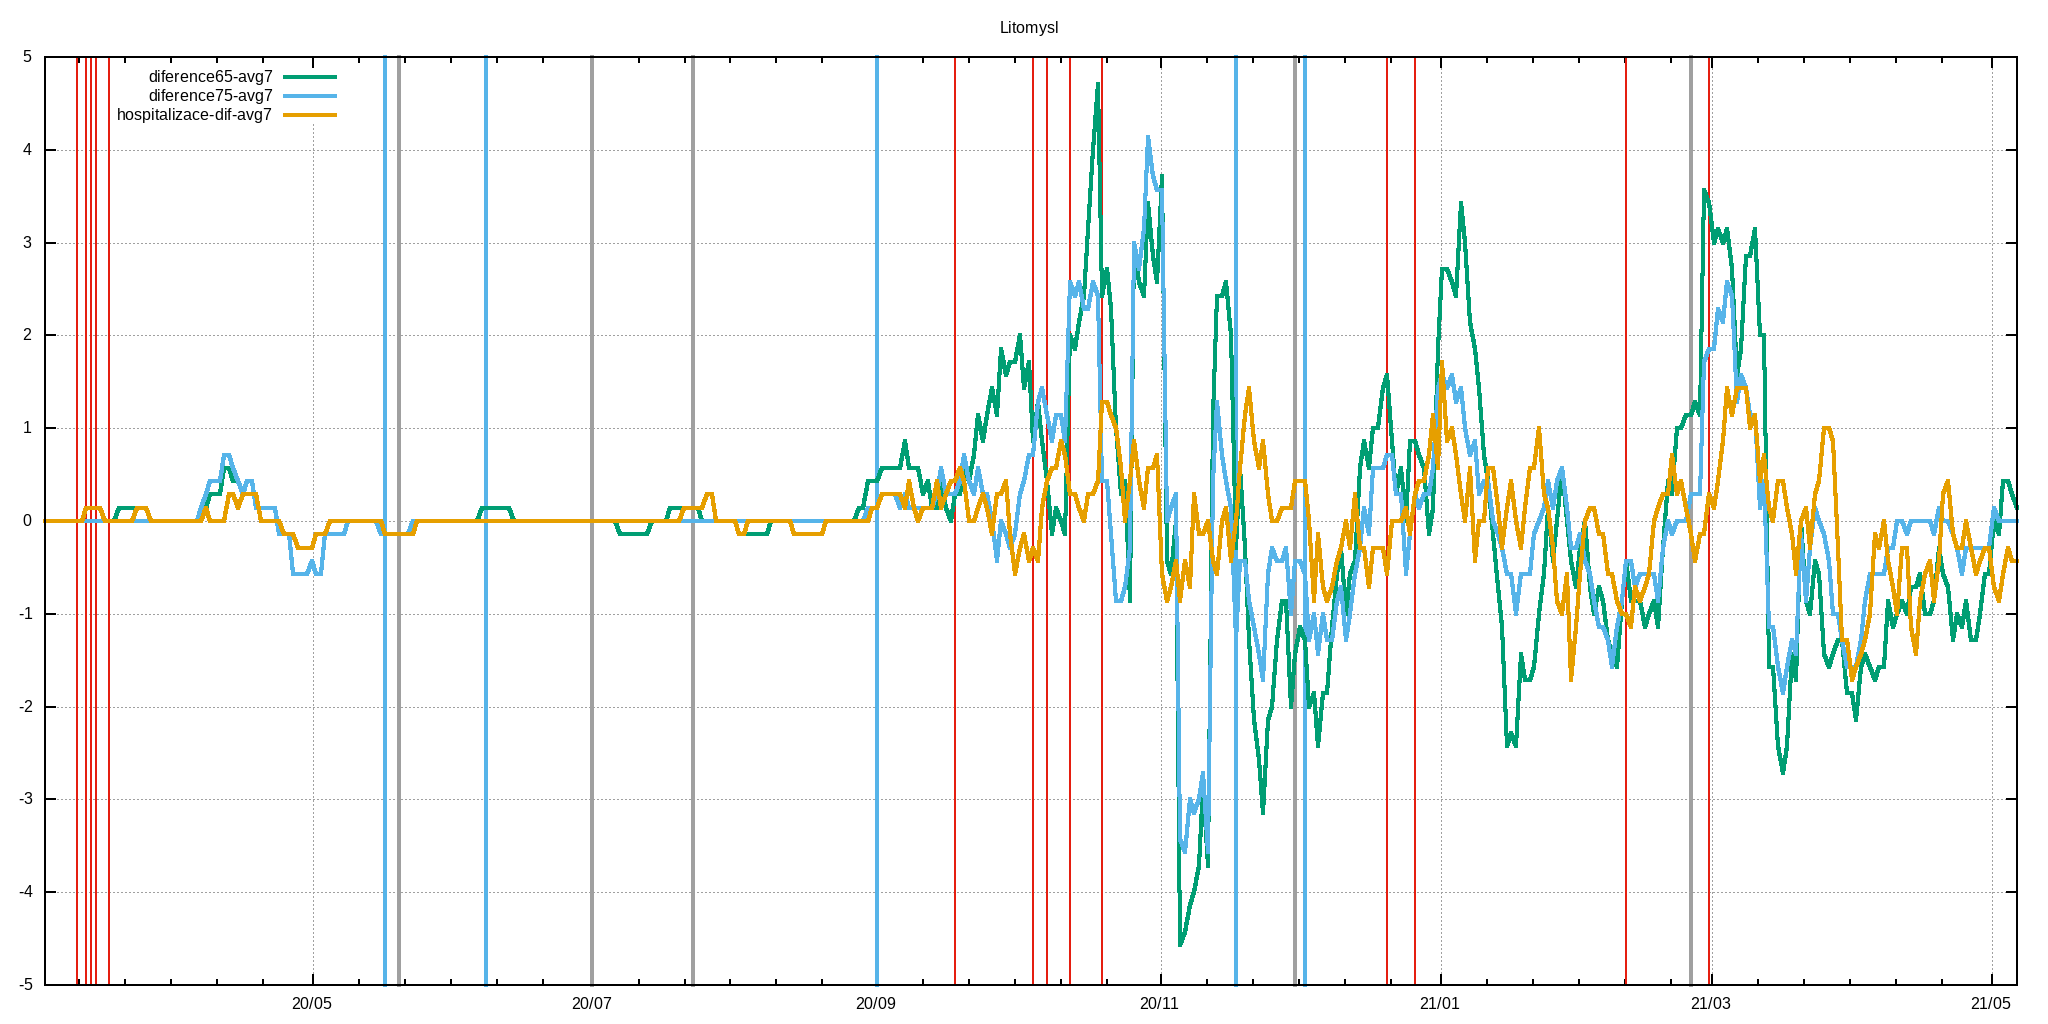 Litomysl
diference65-avg7
diference75-avg7
hospitalizace-dif-avg7
5
4
3
2
1
0
-1
-2
-3
-4
-5
20/05 20/07 20/09 20/11 21/01 21/03 21/05